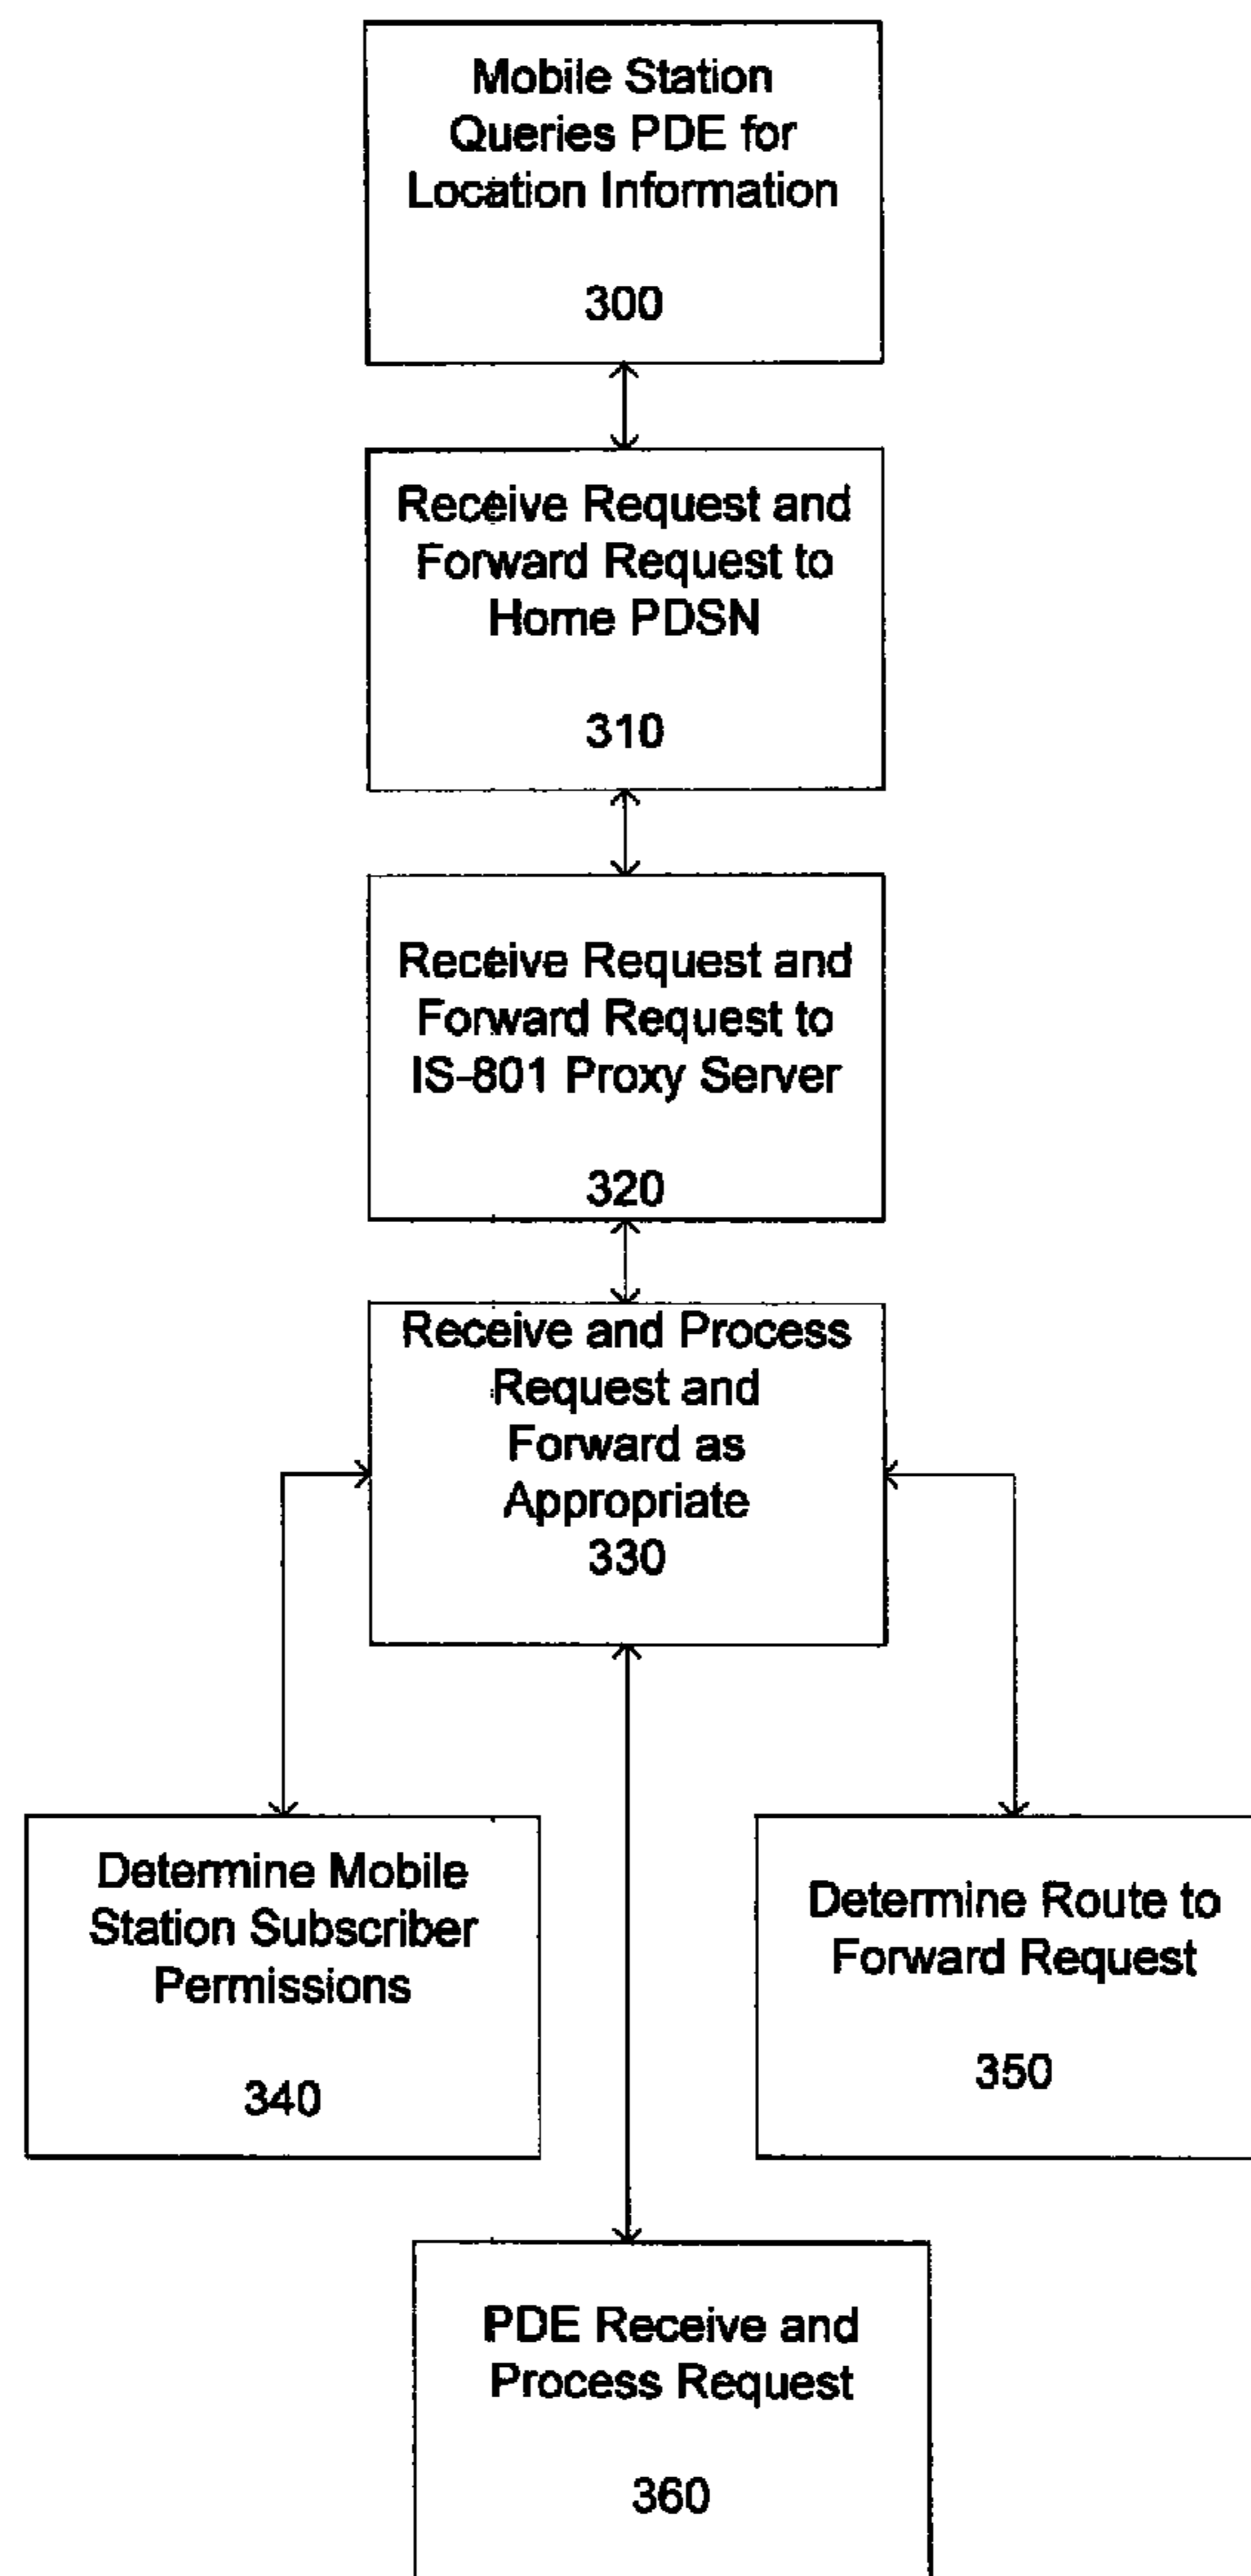 Mobile Station
Queries PDE for
Location Information
300
Receive Request and
Forward Request to
Home PDSN
310
Receive Request and
Forward Request to
IS-801 Proxy Server
320
Receive and Process
Request and
Forward as
Appropriate
330
Determine Mobile
Station Subscriber
Permissions
340
Determine Route to
Forward Request
350
PDE Receive and
Process Request
360